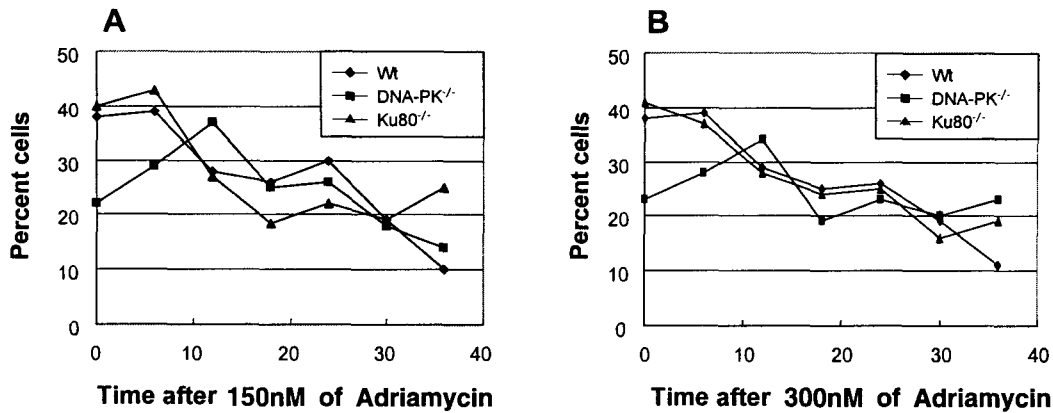 A
50
40
30
20
10
0
Percent cells
Wt
DNA-PK-/-
Ku80-/-
0 10 20 30 40
Time after 150nM of Adriamycin
B
50
40
30
20
10
0
Percent cells
Wt
DNA-PK-/-
Ku80-/-
0 10 20 30 40
Time after 300nM of Adriamycin